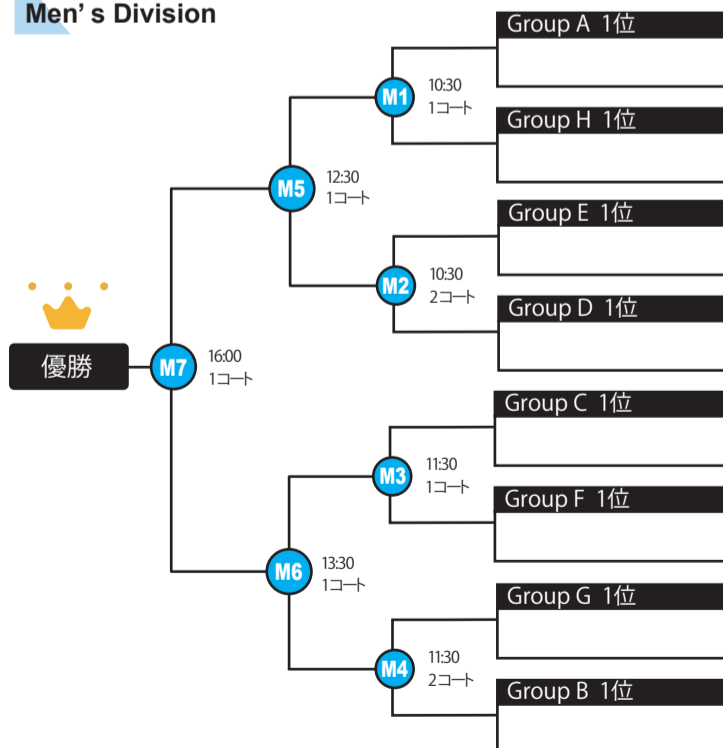 Men's Division
Group A 1位
M1
10:30
1コート
Group H 1位
M5
12:30
1コート
Group E 1位
M2
10:30
2コート
Group D 1位
優勝
M7
16:00
1コート
Group C 1位
M3
11:30
1コート
Group F 1位
M6
13:30
1コート
Group G 1位
M4
11:30
2コート
Group B 1位